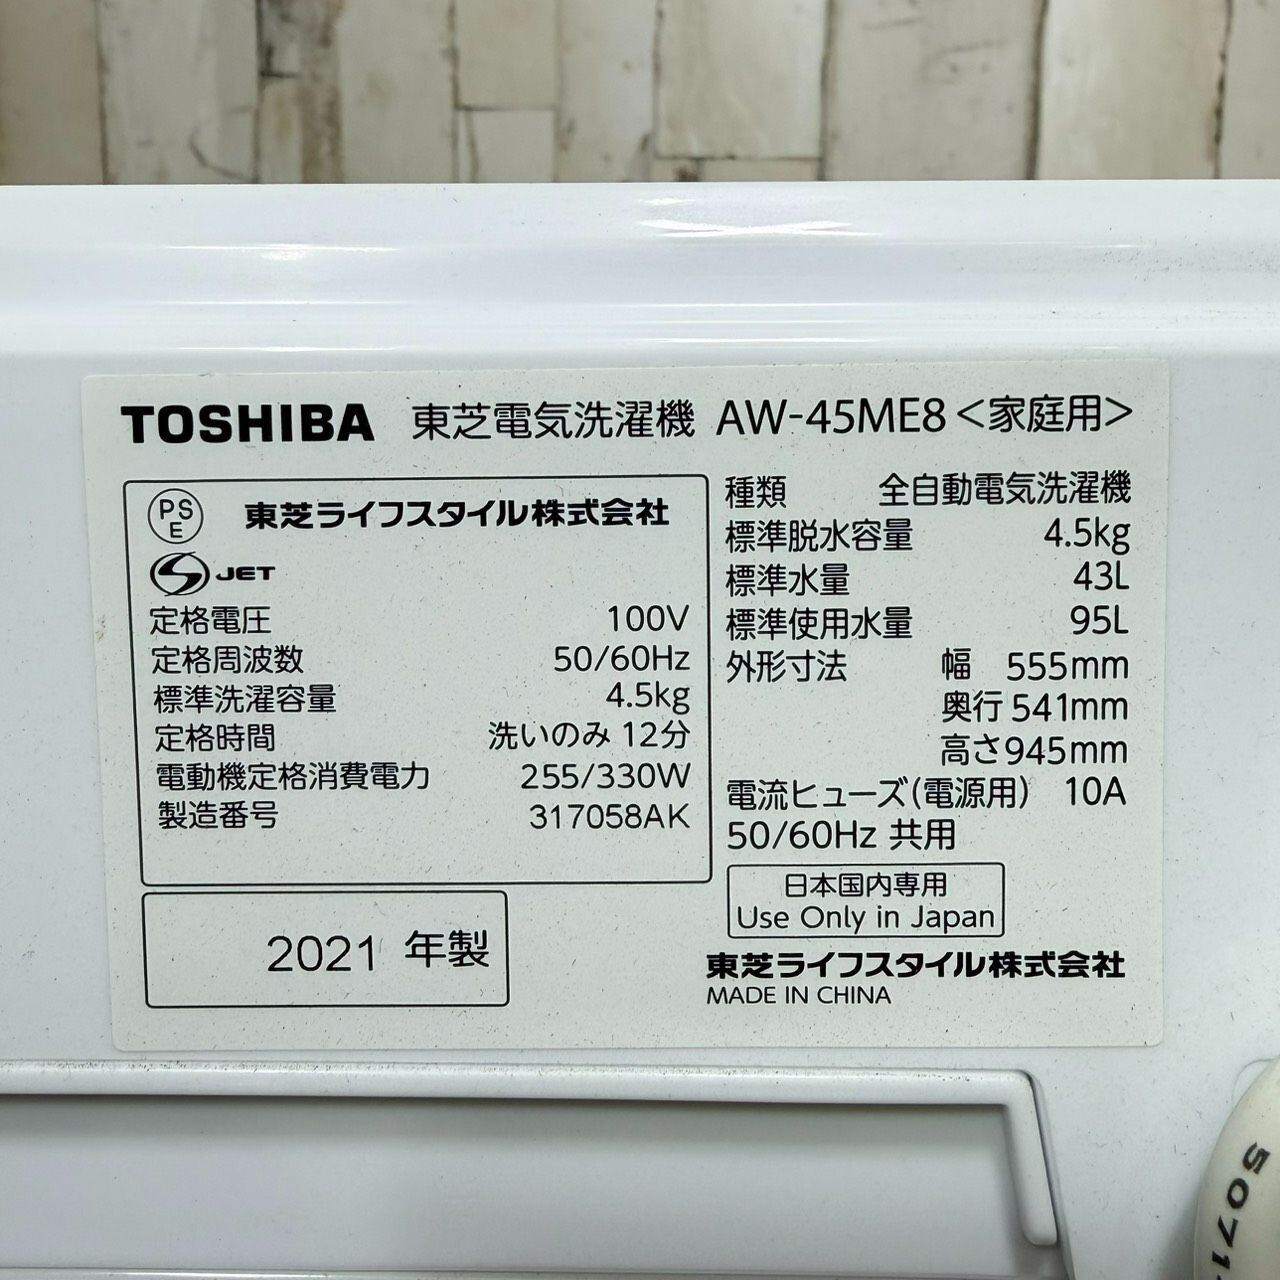 TOSHIBA 東芝電気洗濯機 AW-45ME8<家庭用>
PS
E
東芝ライフスタイル株式会社
JET
定格電圧 100V
定格周波数 50/60Hz
標準洗濯容量 4.5kg
定格時間 洗いのみ 12分
電動機定格消費電力 255/330W
製造番号 317058AK
2021 年製
種類 全自動電気洗濯機
標準脱水容量 4.5kg
標準水量 43L
標準使用水量 95L
外形寸法 幅 555mm
奥行 541mm
高さ 945mm
電流ヒューズ(電源用) 10A
50/60Hz 共用
日本国内専用
Use Only in Japan
東芝ライフスタイル株式会社
MADE IN CHINA
5071